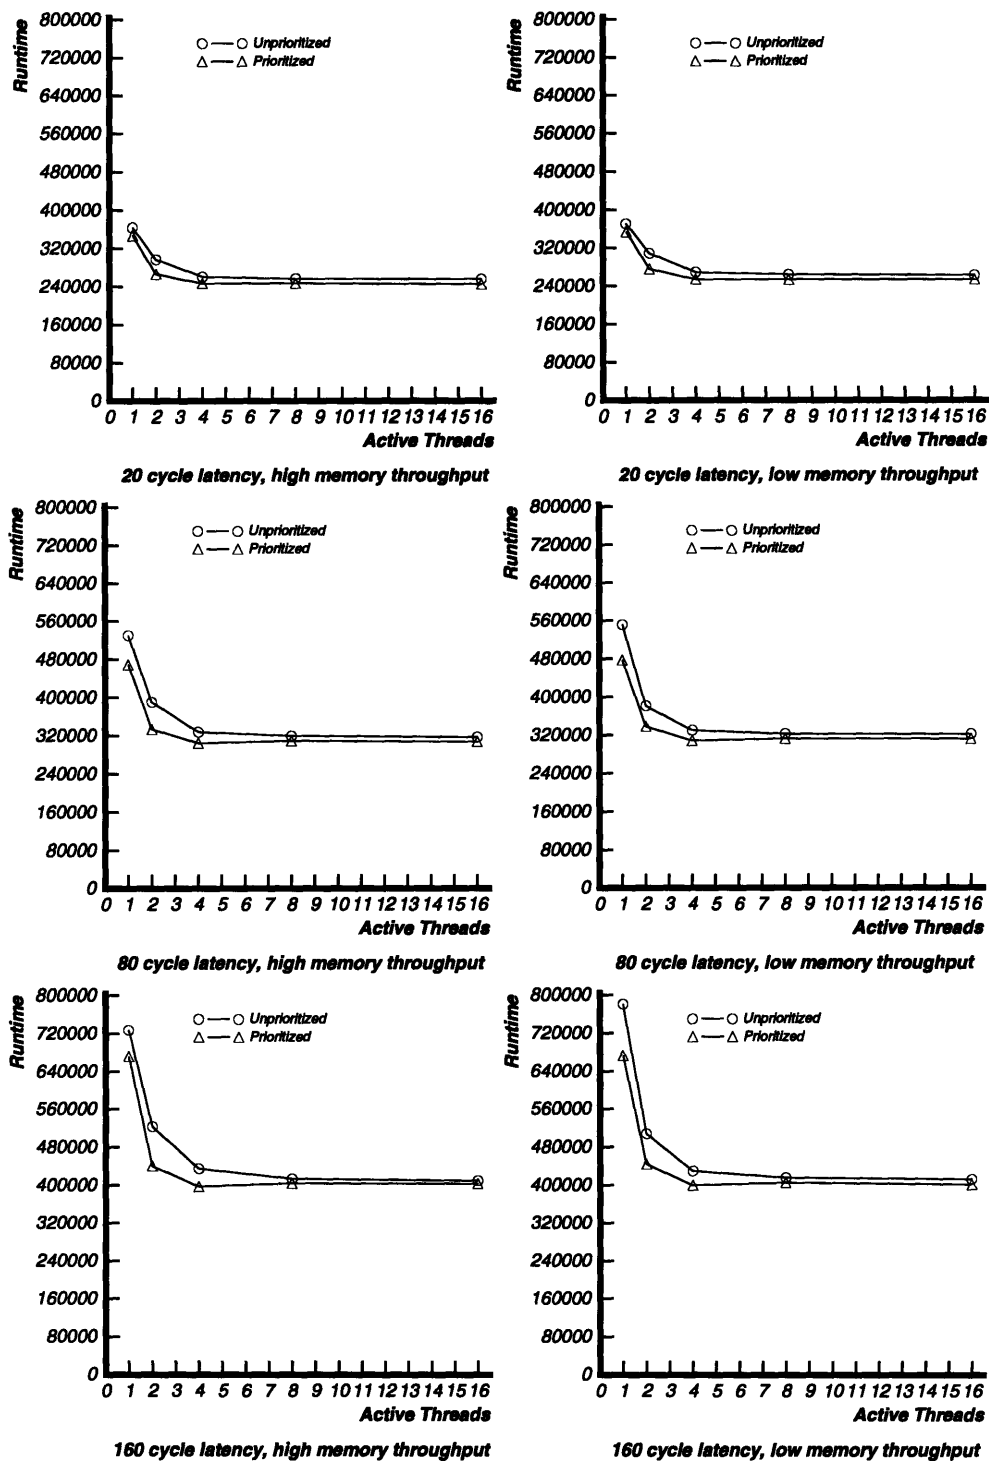 Runtime
800000
720000
640000
560000
480000
400000
320000
240000
160000
80000
0
Unprioritized
Prioritized
0 1 2 3 4 5 6 7 8 9 10 11 12 13 14 15 16
Active Threads
20 cycle latency, high memory throughput
Runtime
800000
720000
640000
560000
480000
400000
320000
240000
160000
80000
0
Unprioritized
Prioritized
0 1 2 3 4 5 6 7 8 9 10 11 12 13 14 15 16
Active Threads
20 cycle latency, low memory throughput
Runtime
800000
720000
640000
560000
480000
400000
320000
240000
160000
80000
0
Unprioritized
Prioritized
0 1 2 3 4 5 6 7 8 9 10 11 12 13 14 15 16
Active Threads
80 cycle latency, high memory throughput
Runtime
800000
720000
640000
560000
480000
400000
320000
240000
160000
80000
0
Unprioritized
Prioritized
0 1 2 3 4 5 6 7 8 9 10 11 12 13 14 15 16
Active Threads
80 cycle latency, low memory throughput
Runtime
800000
720000
640000
560000
480000
400000
320000
240000
160000
80000
0
Unprioritized
Prioritized
0 1 2 3 4 5 6 7 8 9 10 11 12 13 14 15 16
Active Threads
160 cycle latency, high memory throughput
Runtime
800000
720000
640000
560000
480000
400000
320000
240000
160000
80000
0
Unprioritized
Prioritized
0 1 2 3 4 5 6 7 8 9 10 11 12 13 14 15 16
Active Threads
160 cycle latency, low memory throughput